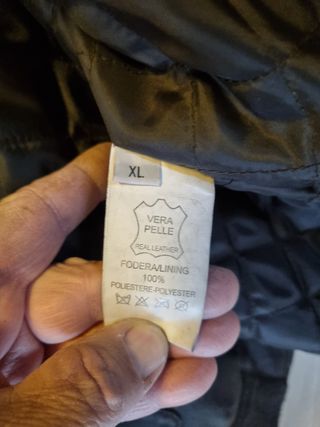 XL
VERA
PELLE
REAL LEATHER
FODERA/LINING
100%
POLIESTERE-POLYESTER